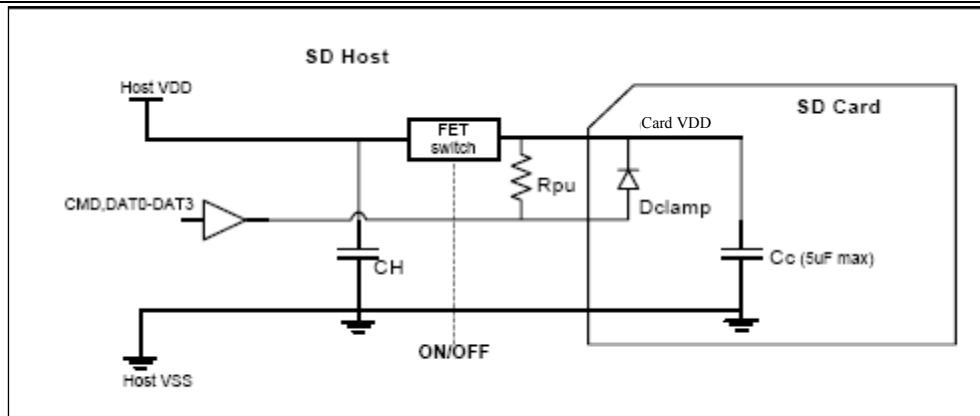 SD Host
Host VDD
SD Card
Card VDD
FET
switch
Rpu
CMD,DAT0-DAT3
Dclamp
CH
Cc (5uF max)
ON/OFF
Host VSS